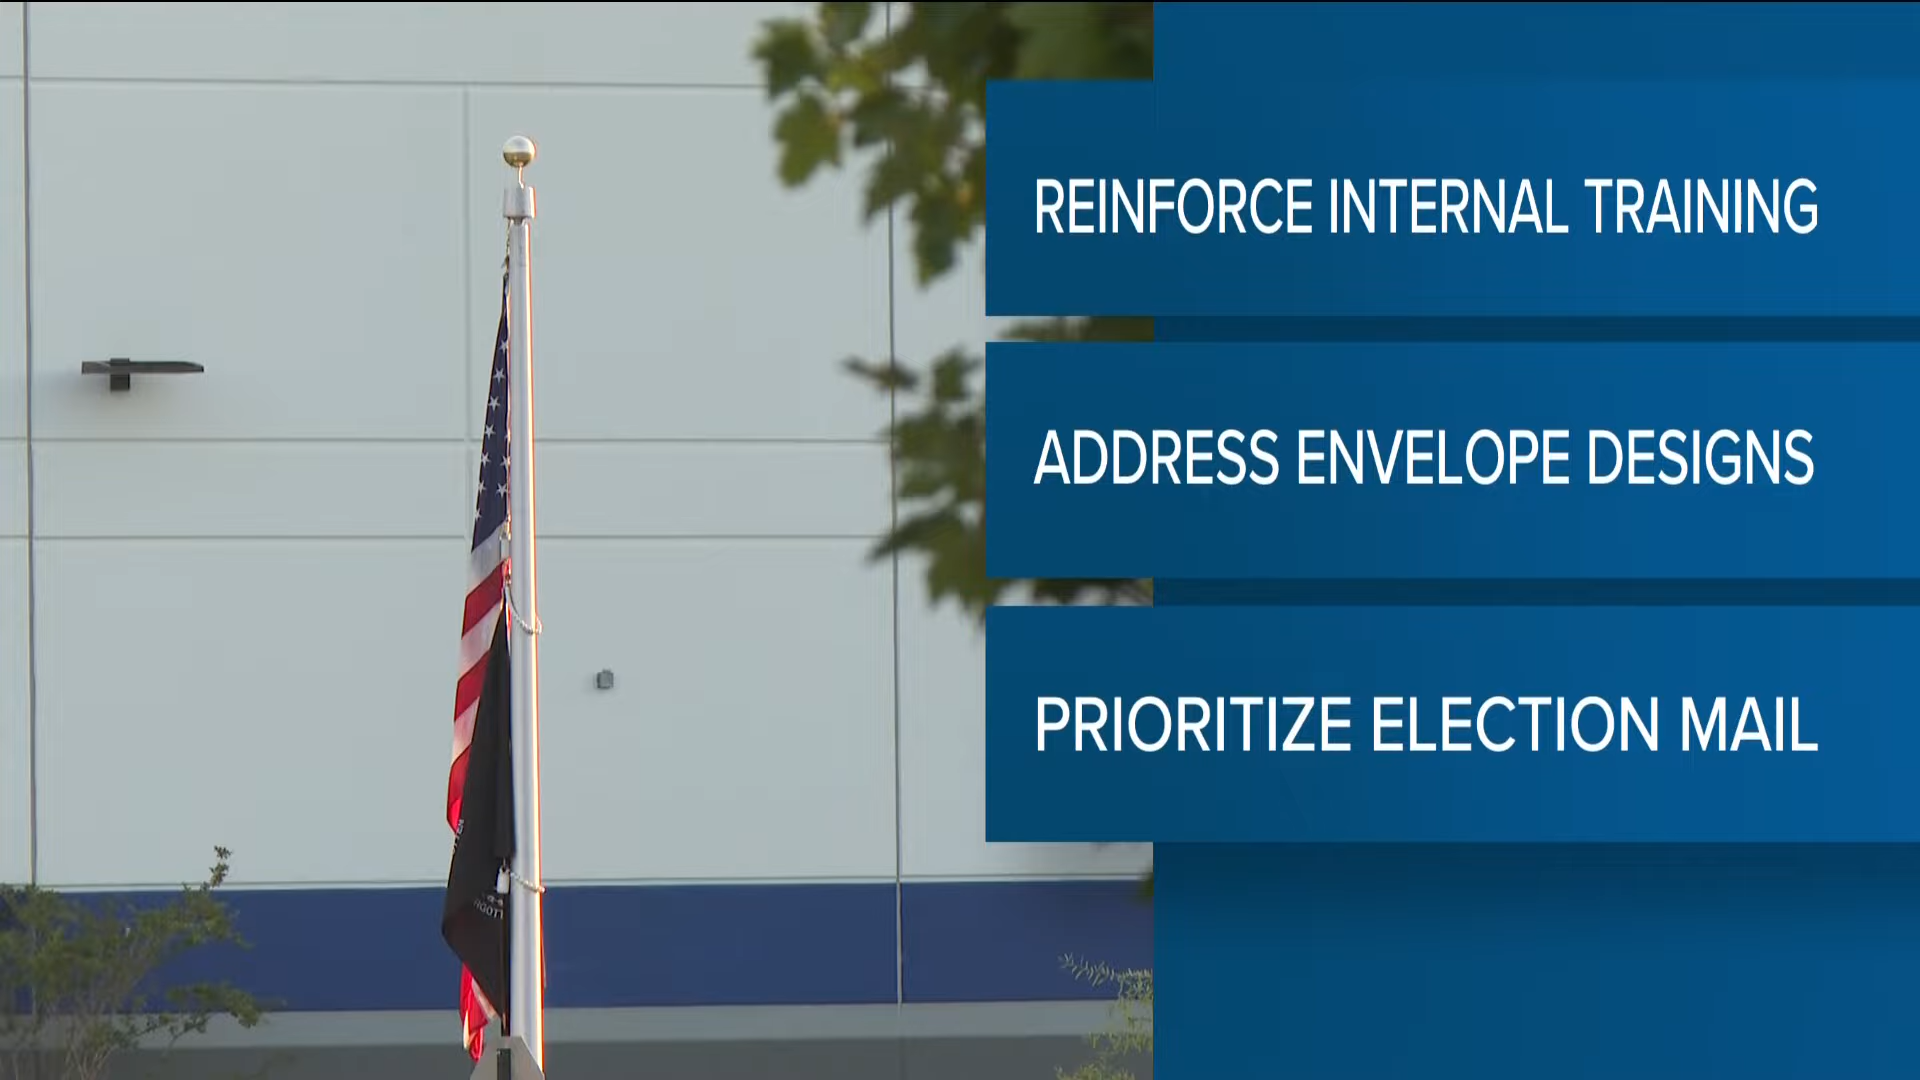 REINFORCE INTERNAL TRAINING
ADDRESS ENVELOPE DESIGNS
PRIORITIZE ELECTION MAIL